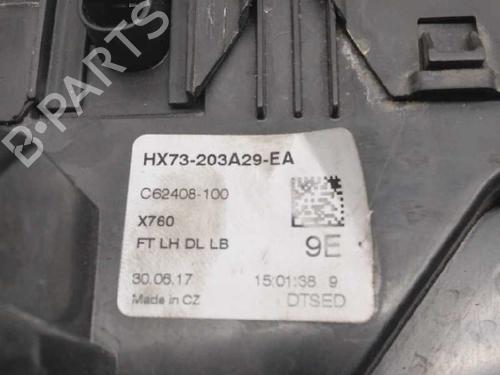 HX73-203A29-EA
C62408-100
X760
FT LH DL LB
9E
30.06.17 15:01:38 9
Made in CZ DTSED
B-PARTS